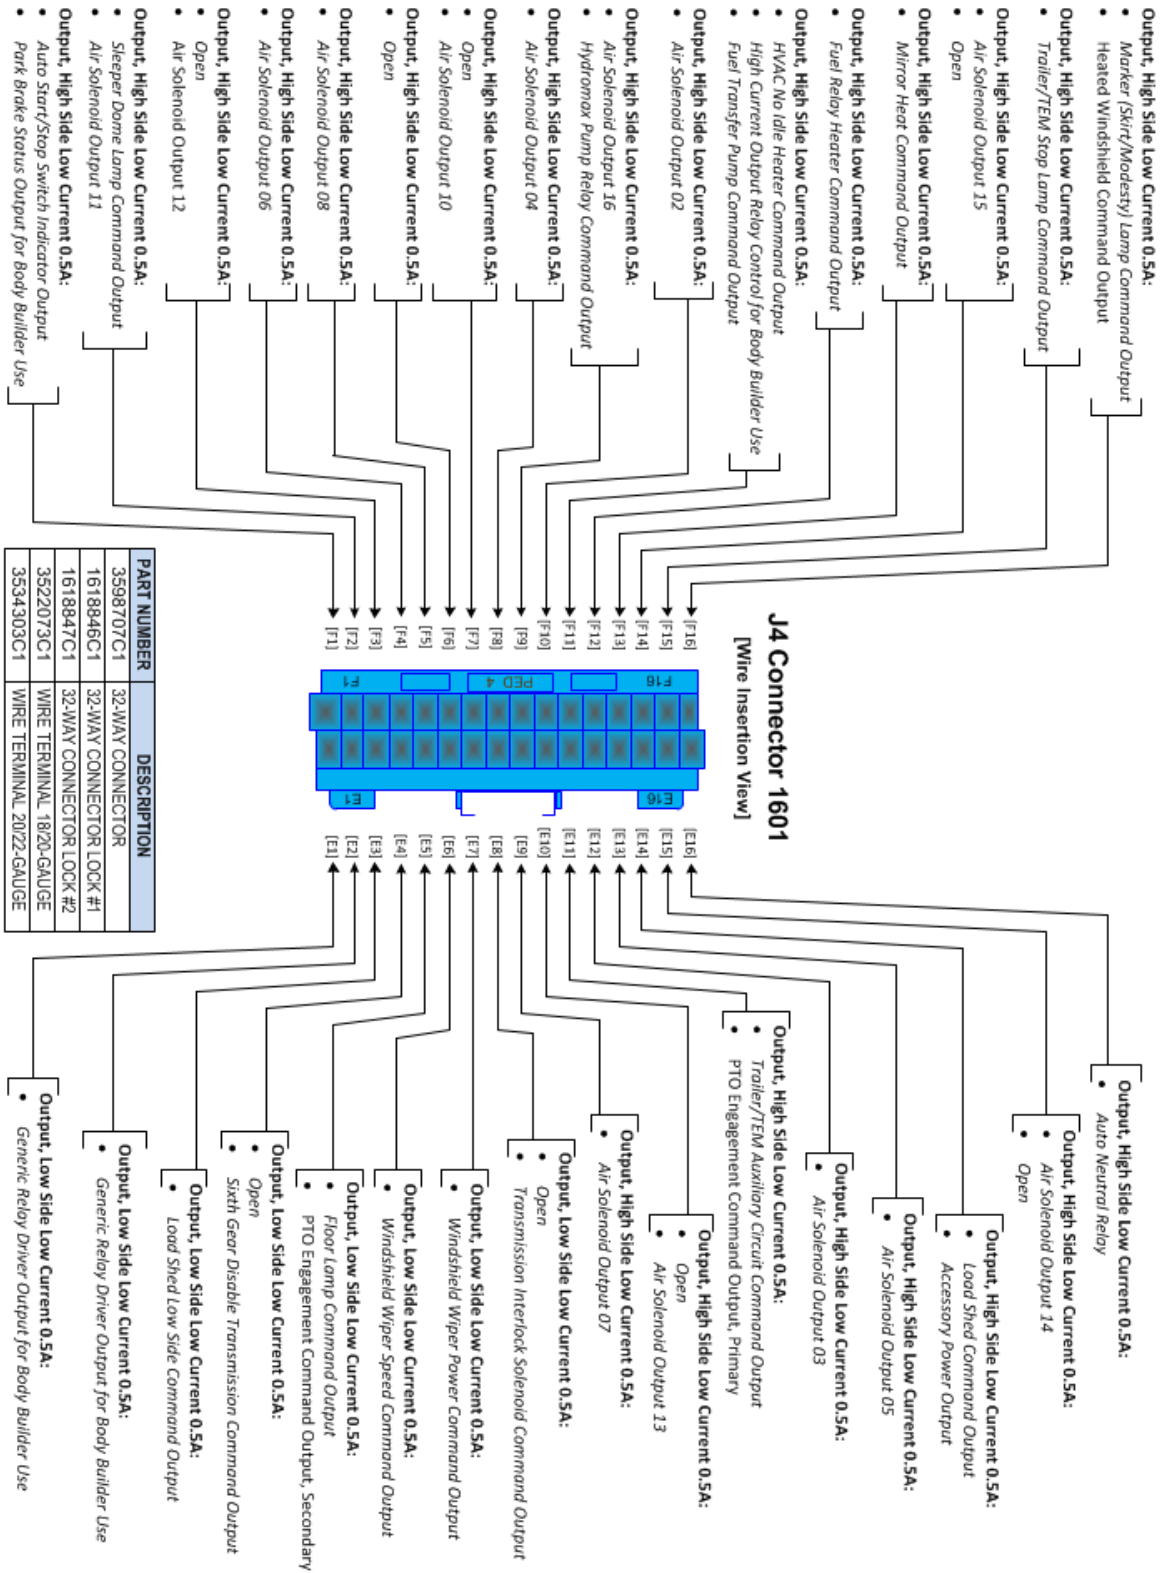 Output, High Side Low Current 0.5A:
• Marker (Skirt/Modesty) Lamp Command Output
• Heated Windshield Command Output
Output, High Side Low Current 0.5A:
• Trailer/TEM Stop Lamp Command Output
Output, High Side Low Current 0.5A:
• Air Solenoid Output 15
• Open
Output, High Side Low Current 0.5A:
• Mirror Heat Command Output
Output, High Side Low Current 0.5A:
• Fuel Relay Heater Command Output
Output, High Side Low Current 0.5A:
• HVAC No Idle Heater Command Output
• High Current Output Relay Control for Body Builder Use
• Fuel Transfer Pump Command Output
Output, High Side Low Current 0.5A:
• Air Solenoid Output 02
Output, High Side Low Current 0.5A:
• Air Solenoid Output 16
• Hydromax Pump Relay Command Output
Output, High Side Low Current 0.5A:
• Air Solenoid Output 04
Output, High Side Low Current 0.5A:
• Open
• Air Solenoid Output 10
Output, High Side Low Current 0.5A:
• Open
Output, High Side Low Current 0.5A:
• Air Solenoid Output 08
Output, High Side Low Current 0.5A:
• Air Solenoid Output 06
Output, High Side Low Current 0.5A:
• Open
• Air Solenoid Output 12
Output, High Side Low Current 0.5A:
• Sleeper Dome Lamp Command Output
• Air Solenoid Output 11
Output, High Side Low Current 0.5A:
• Auto Start/Stop Switch Indicator Output
• Park Brake Status Output for Body Builder Use
J4 Connector 1601
[Wire Insertion View]
[F16]
[F15]
[F14]
[F13]
[F12]
[F11]
[F10]
[F9]
[F8]
[F7]
[F6]
[F5]
[F4]
[F3]
[F2]
[F1]
F16
PED 4
F1
E16
E1
[E16]
[E15]
[E14]
[E13]
[E12]
[E11]
[E10]
[E9]
[E8]
[E7]
[E6]
[E5]
[E4]
[E3]
[E2]
[E1]
Output, High Side Low Current 0.5A:
• Auto Neutral Relay
Output, High Side Low Current 0.5A:
• Air Solenoid Output 14
• Open
Output, High Side Low Current 0.5A:
• Load Shed Command Output
• Accessory Power Output
Output, High Side Low Current 0.5A:
• Air Solenoid Output 05
Output, High Side Low Current 0.5A:
• Air Solenoid Output 03
Output, High Side Low Current 0.5A:
• Trailer/TEM Auxiliary Circuit Command Output
• PTO Engagement Command Output, Primary
Output, High Side Low Current 0.5A:
• Open
• Air Solenoid Output 13
Output, High Side Low Current 0.5A:
• Air Solenoid Output 07
Output, Low Side Low Current 0.5A:
• Open
• Transmission Interlock Solenoid Command Output
Output, Low Side Low Current 0.5A:
• Windshield Wiper Power Command Output
Output, Low Side Low Current 0.5A:
• Windshield Wiper Speed Command Output
Output, Low Side Low Current 0.5A:
• Floor Lamp Command Output
• PTO Engagement Command Output, Secondary
Output, Low Side Low Current 0.5A:
• Open
• Sixth Gear Disable Transmission Command Output
Output, Low Side Low Current 0.5A:
• Load Shed Low Side Command Output
Output, Low Side Low Current 0.5A:
• Generic Relay Driver Output for Body Builder Use
Output, Low Side Low Current 0.5A:
• Generic Relay Driver Output for Body Builder Use
PART NUMBER DESCRIPTION
3598707C1 32-WAY CONNECTOR
1618846C1 32-WAY CONNECTOR LOCK #1
1618847C1 32-WAY CONNECTOR LOCK #2
3522073C1 WIRE TERMINAL 18/20-GAUGE
3534303C1 WIRE TERMINAL 20/22-GAUGE